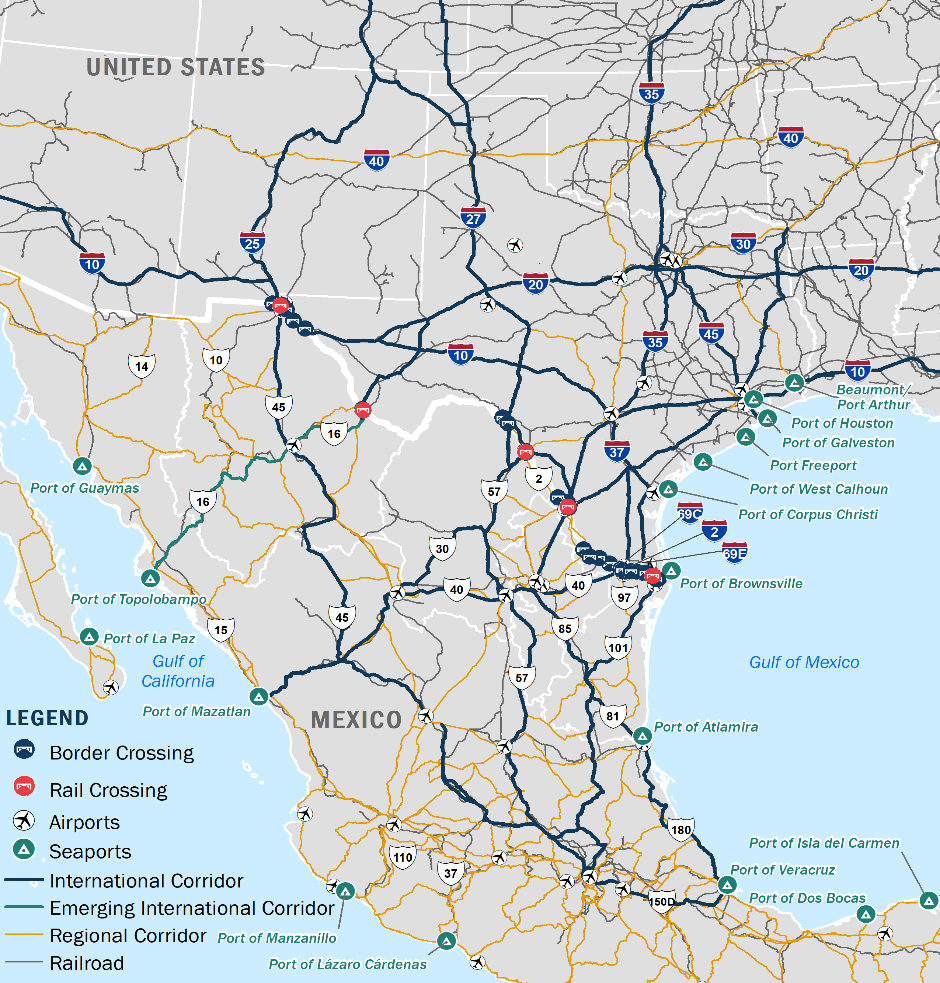 UNITED STATES
35
40
40
27
25
30
10
20
20
35
45
10
10
14
10
Beaumont/
Port Arthur
45
Port of Houston
16
Port of Galveston
37
Port Freeport
Port of Guaymas
2
57
Port of West Calhoun
16
Port of Corpus Christi
69C
2
30
69E
Port of Topolobampo
40
40
Port of Brownsville
97
45
15
85
Port of La Paz
101
Gulf of
California
Gulf of Mexico
57
Port of Mazatlan
81
LEGEND
MEXICO
Port of Atlamira
Border Crossing
Rail Crossing
Airports
180
Seaports
110
Port of Isla del Carmen
37
Port of Veracruz
International Corridor
150D
Port of Dos Bocas
Emerging International Corridor
Regional Corridor
Port of Manzanillo
Railroad
Port of Lázaro Cárdenas